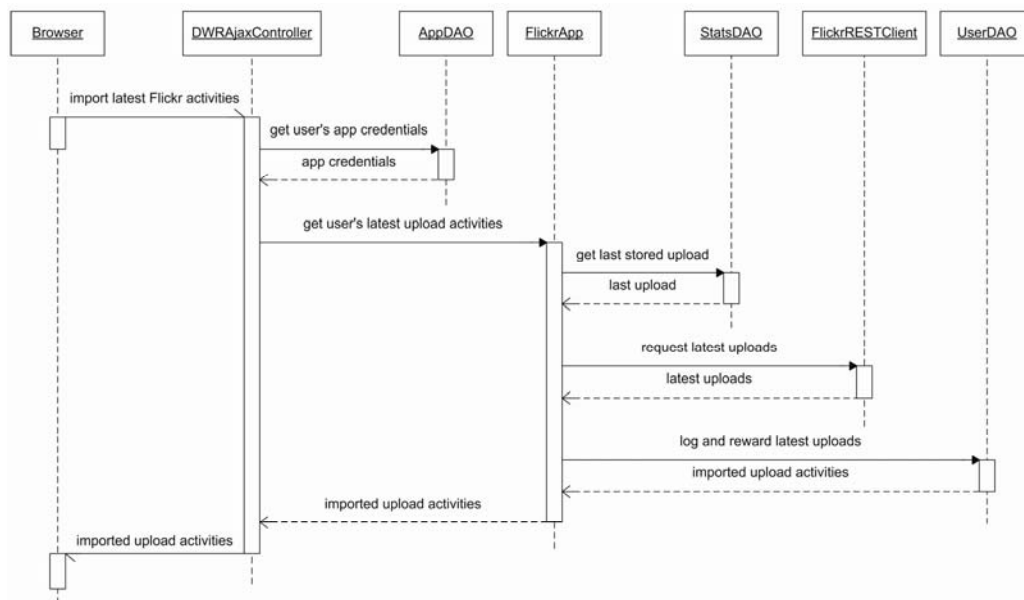 Browser
DWRAjaxController
AppDAO
FlickrApp
StatsDAO
FlickrRESTClient
UserDAO
import latest Flickr activities
get user's app credentials
app credentials
get user's latest upload activities
get last stored upload
last upload
request latest uploads
latest uploads
log and reward latest uploads
imported upload activities
imported upload activities
imported upload activities